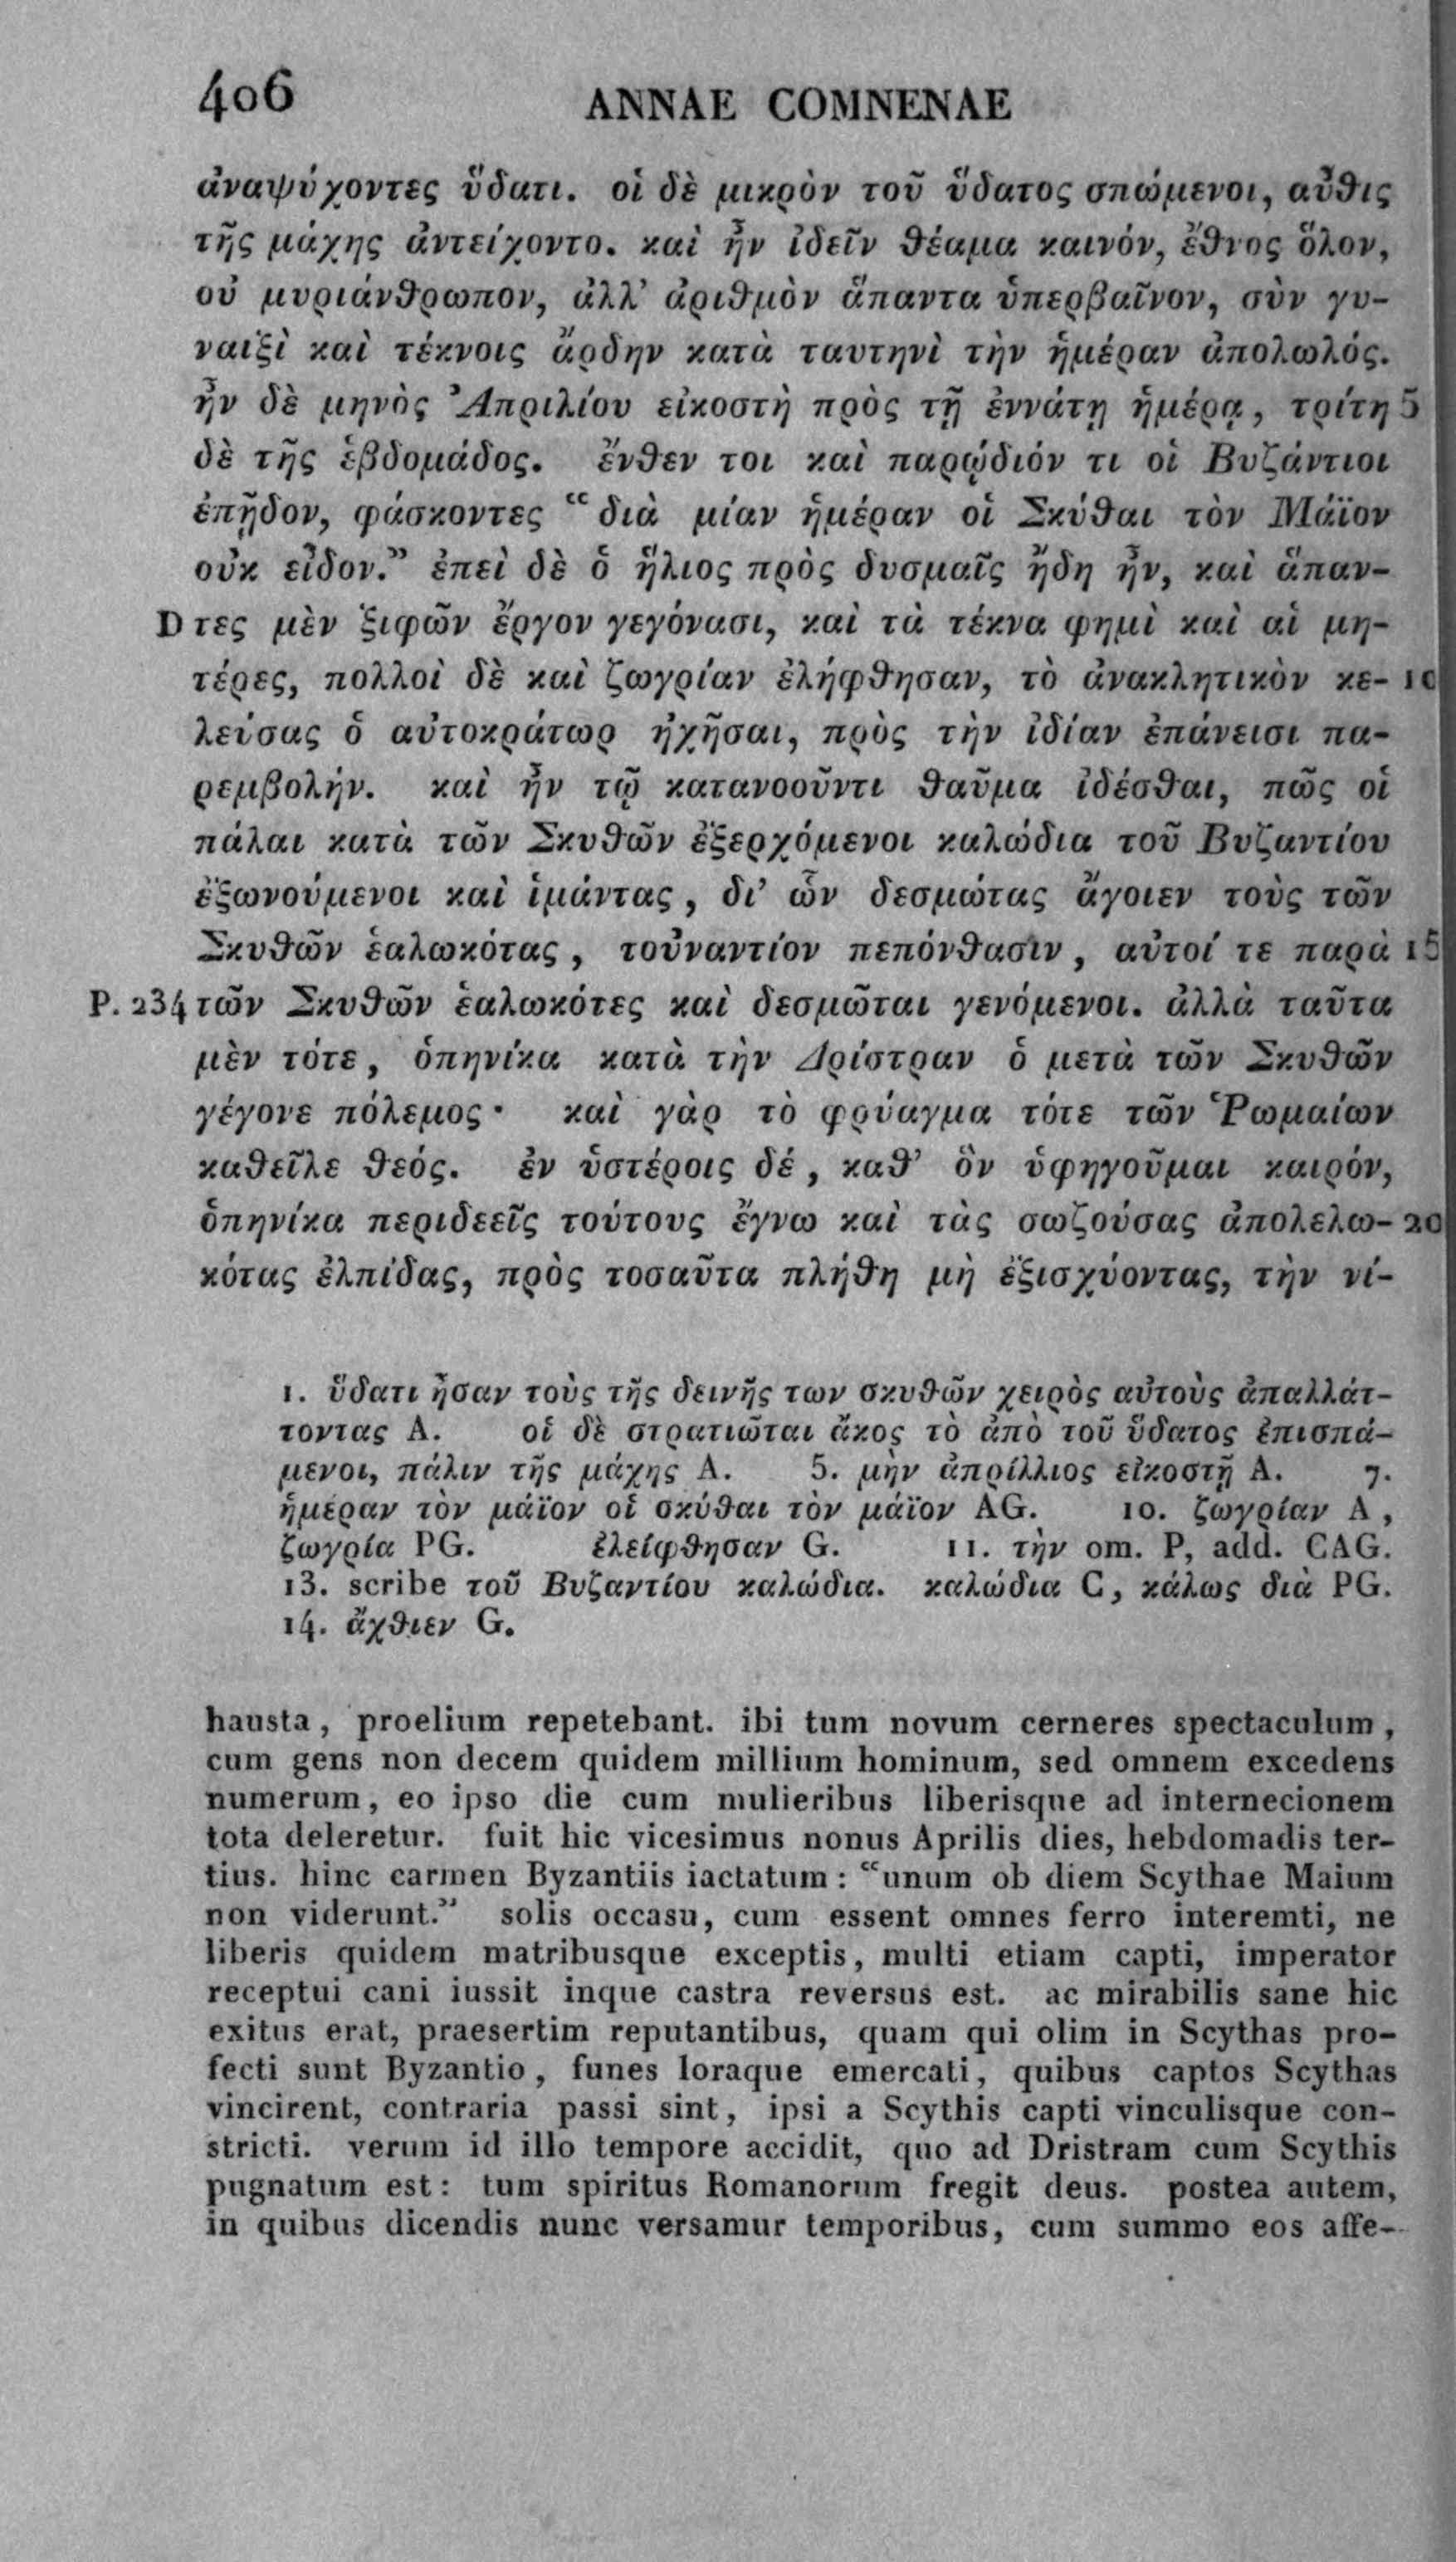 406 ANNAE COMNENAE
ἀναψύχοντες ὕδατι. οἱ δὲ μικρὸν τοῦ ὕδατος σπώμενοι, αὖθις
τῆς μάχης ἀντείχοντο. καὶ ἦν ἰδεῖν θέαμα καινόν, ἔθνος ὅλον,
οὐ μυριάνθρωπον, ἀλλ’ ἀριθμὸν ἅπαντα ὑπερβαῖνον, σὺν γυ-
ναιξὶ καὶ τέκνοις ἄρδην κατὰ ταυτηνὶ τὴν ἡμέραν ἀπολωλός.
ἦν δὲ μηνὸς Ἀπριλίου εἰκοστὴ πρὸς τῇ ἐννάτῃ ἡμέρᾳ, τρίτη 5
δὲ τῆς ἑβδομάδος. ἔνθεν τοι καὶ παρῴδιόν τι οἱ Βυζάντιοι
ἐπῇδον, φάσκοντες “διὰ μίαν ἡμέραν οἱ Σκύθαι τὸν Μάϊον
οὐκ εἶδον.” ἐπεὶ δὲ ὁ ἥλιος πρὸς δυσμαῖς ἤδη ἦν, καὶ ἅπαν-
D τες μὲν ξιφῶν ἔργον γεγόνασι, καὶ τὰ τέκνα φημὶ καὶ αἱ μη-
τέρες, πολλοὶ δὲ καὶ ζωγρίαν ἐλήφθησαν, τὸ ἀνακλητικὸν κε- 10
λεύσας ὁ αὐτοκράτωρ ἠχῆσαι, πρὸς τὴν ἰδίαν ἐπάνεισι πα-
ρεμβολήν. καὶ ἦν τῷ κατανοοῦντι θαῦμα ἰδέσθαι, πῶς οἱ
πάλαι κατὰ τῶν Σκυθῶν ἐξερχόμενοι καλώδια τοῦ Βυζαντίου
ἐξωνούμενοι καὶ ἱμάντας, δι’ ὧν δεσμώτας ἄγοιεν τοὺς τῶν
Σκυθῶν ἑαλωκότας, τοὐναντίον πεπόνθασιν, αὐτοί τε παρὰ 15
P. 234 τῶν Σκυθῶν ἑαλωκότες καὶ δεσμῶται γενόμενοι. ἀλλὰ ταῦτα
μὲν τότε, ὁπηνίκα κατὰ τὴν Δρίστραν ὁ μετὰ τῶν Σκυθῶν
γέγονε πόλεμος· καὶ γὰρ τὸ φρύαγμα τότε τῶν Ῥωμαίων
καθεῖλε θεός. ἐν ὑστέροις δέ, καθ’ ὃν ὑφηγοῦμαι καιρόν,
ὁπηνίκα περιδεεῖς τούτους ἔγνω καὶ τὰς σωζούσας ἀπολελω- 20
κότας ἐλπίδας, πρὸς τοσαῦτα πλήθη μὴ ἐξισχύοντας, τὴν νί-
1. ὕδατι ἦσαν τοὺς τῆς δεινῆς των σκυθῶν χειρὸς αὐτοὺς ἀπαλλάτ-
τοντας A. οἱ δὲ στρατιῶται ἄκος τὸ ἀπὸ τοῦ ὕδατος ἐπισπά-
μενοι, πάλιν τῆς μάχης A. 5. μὴν ἀπρίλλιος εἰκοστῇ A. 7.
ἡμέραν τὸν μάϊον οἱ σκύθαι τὸν μάϊον AG. 10. ζωγρίαν A,
ζωγρία PG. ἐλείφθησαν G. 11. τὴν om. P, add. CAG.
13. scribe τοῦ Βυζαντίου καλώδια. καλώδια C, κάλως διὰ PG.
14. ἄχθιεν G.
hausta, proelium repetebant. ibi tum novum cerneres spectaculum,
cum gens non decem quidem millium hominum, sed omnem excedens
numerum, eo ipso die cum mulieribus liberisque ad internecionem
tota deleretur. fuit hic vicesimus nonus Aprilis dies, hebdomadis ter-
tius. hinc carmen Byzantiis iactatum: “unum ob diem Scythae Maium
non viderunt.” solis occasu, cum essent omnes ferro interemti, ne
liberis quidem matribusque exceptis, multi etiam capti, imperator
receptui cani iussit inque castra reversus est. ac mirabilis sane hic
exitus erat, praesertim reputantibus, quam qui olim in Scythas pro-
fecti sunt Byzantio, funes loraque emercati, quibus captos Scythas
vincirent, contraria passi sint, ipsi a Scythis capti vinculisque con-
stricti. verum id illo tempore accidit, quo ad Dristram cum Scythis
pugnatum est: tum spiritus Romanorum fregit deus. postea autem,
in quibus dicendis nunc versamur temporibus, cum summo eos affe-